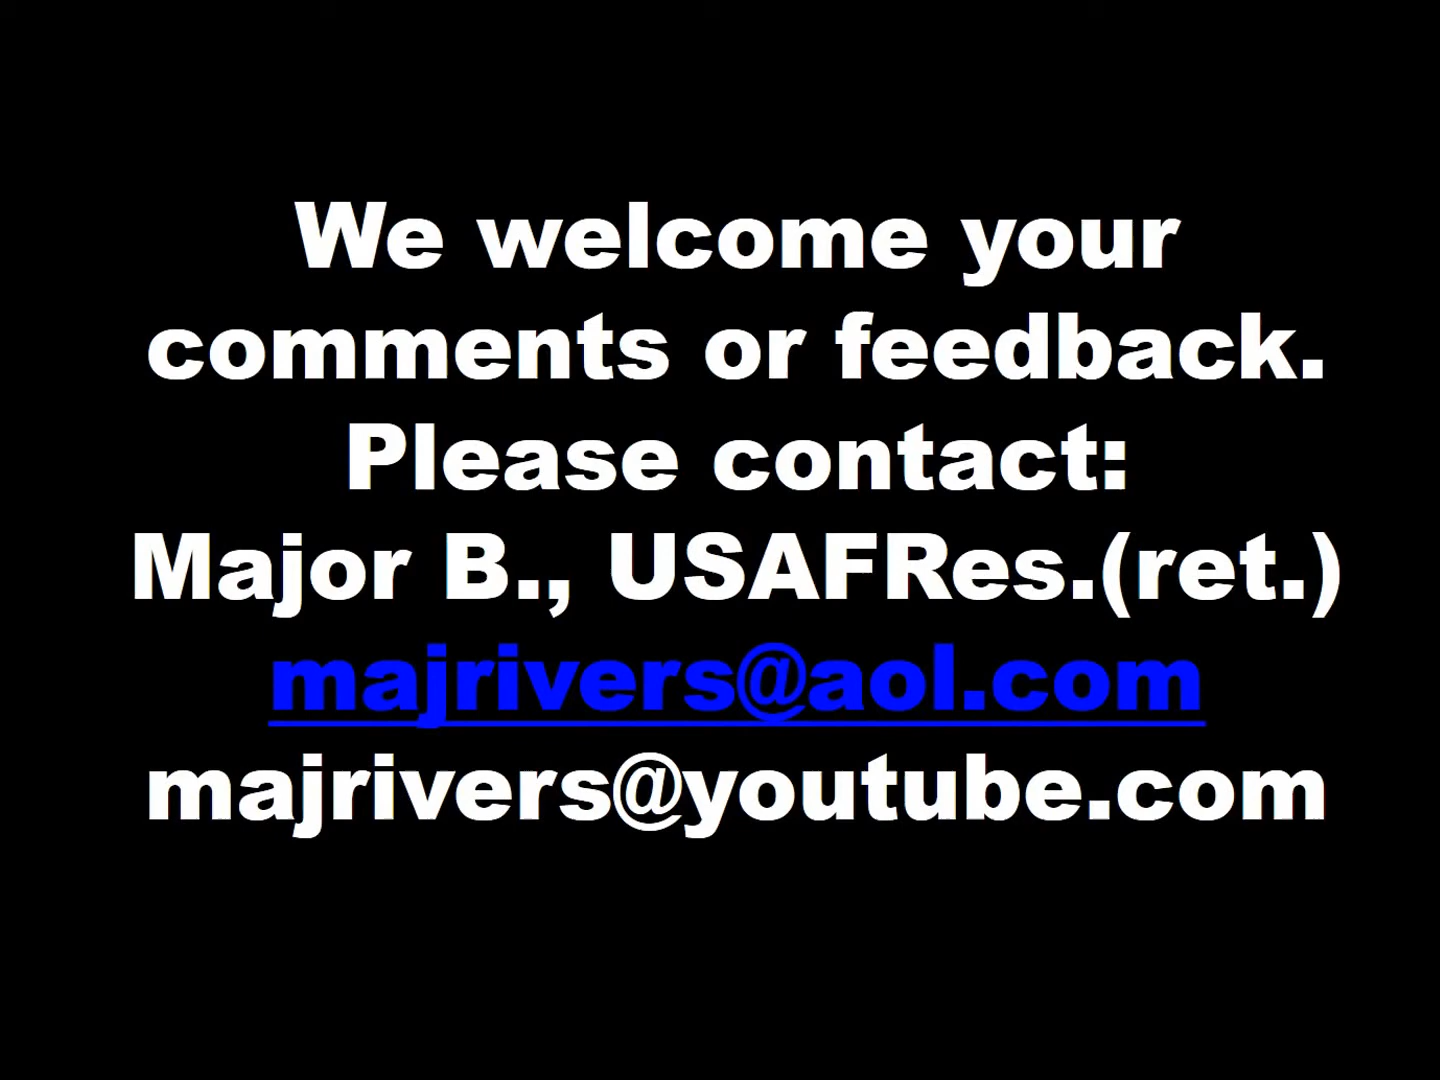 We welcome your
comments or feedback.
Please contact:
Major B., USAFRes.(ret.)
majrivers@aol.com
majrivers@youtube.com